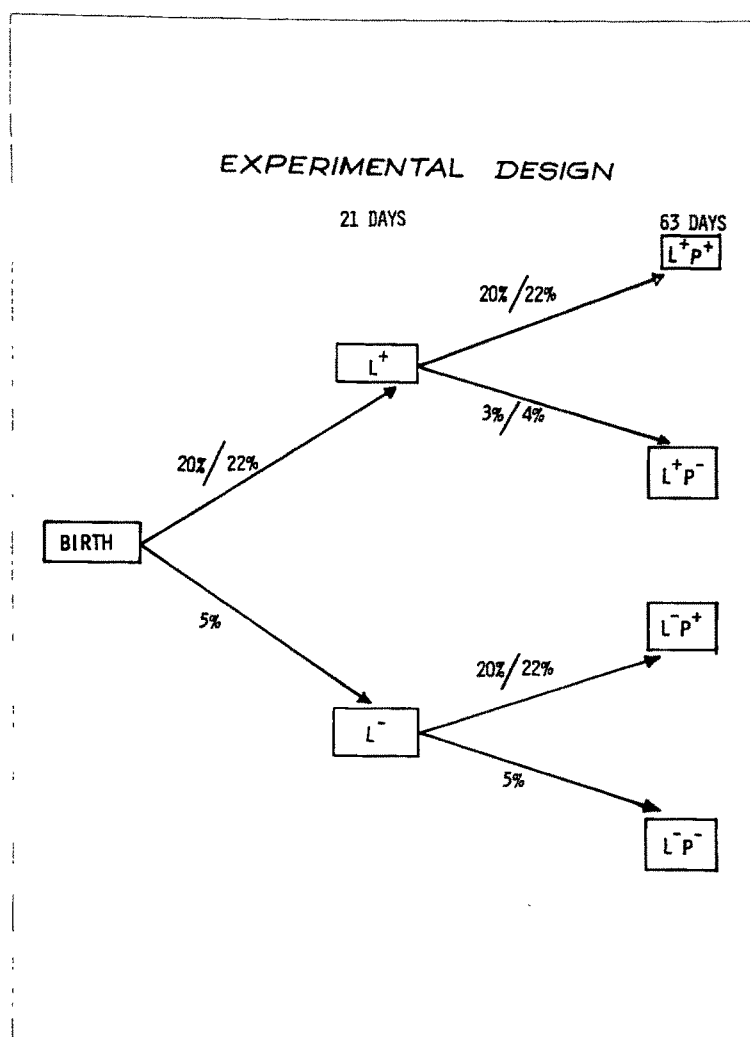 EXPERIMENTAL DESIGN
21 DAYS
63 DAYS
L⁺P⁺
20%/22%
L⁺
3%/4%
20%/22%
L⁺P⁻
BIRTH
5%
L⁻P⁺
20%/22%
L⁻
5%
L⁻P⁻